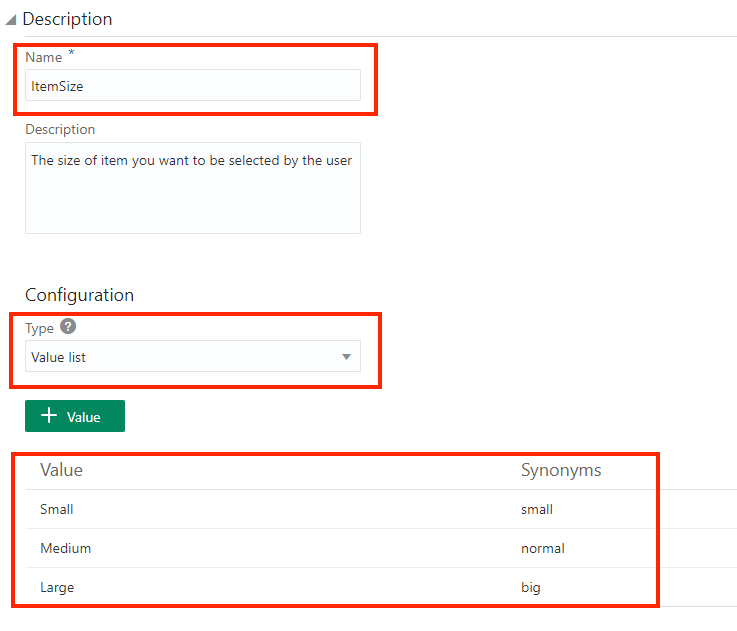 Description
Name *
ItemSize
Description
The size of item you want to be selected by the user
Configuration
Type ?
Value list
+ Value
Value Synonyms
Small small
Medium normal
Large big